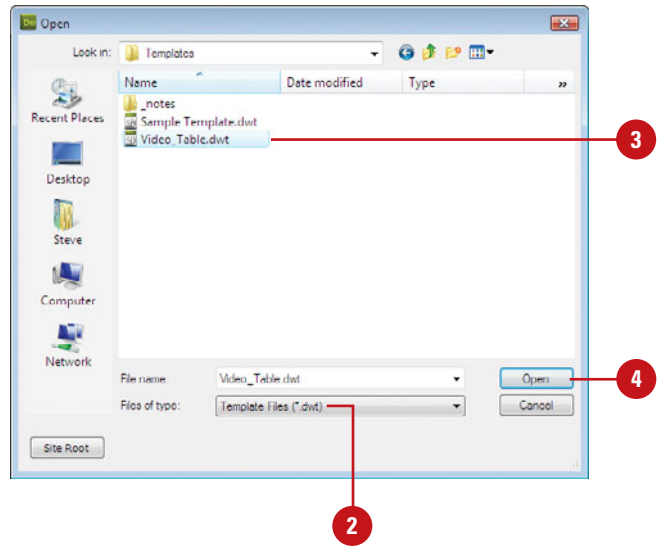 Dw Open
Look in: Templates
Name Date modified Type »
_notes
Sample Template.dwt
Video_Table.dwt
3
Recent Places
Desktop
Steve
Computer
Network
File name: Video_Table.dwt Open
4
Files of type: Template Files (*.dwt) Cancel
Site Root
2